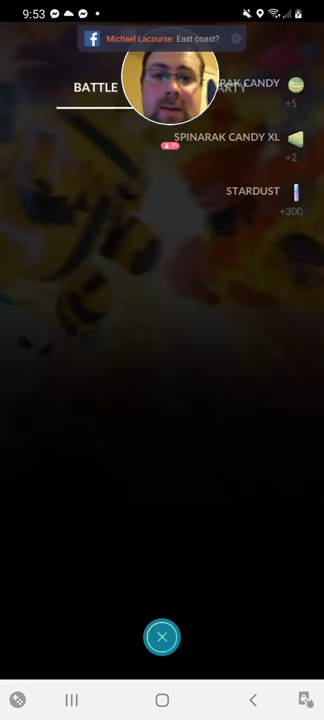 9:53
Michael Lacourse: East coast?
BATTLE
RAK CANDY
+5
SPINARAK CANDY XL
+2
STARDUST
+300